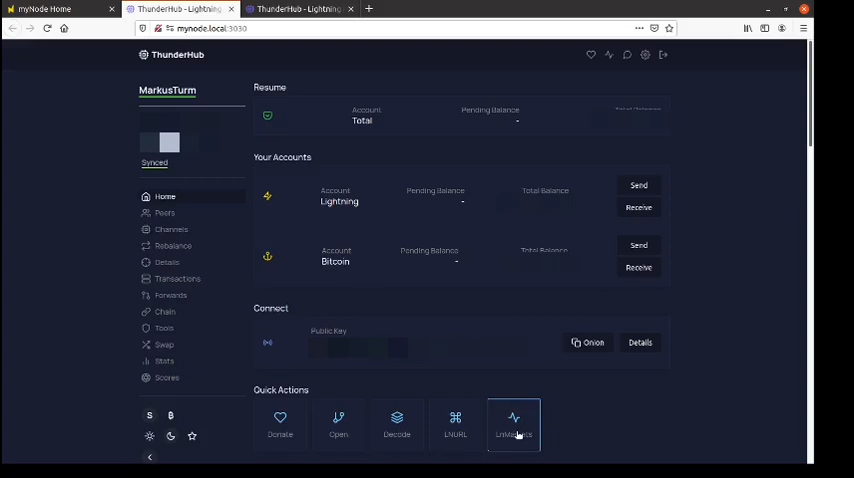 myNode Home
ThunderHub - Lightning
ThunderHub - Lightning
mynode.local:3030
ThunderHub
MarkusTurm
Synced
Home
Peers
Channels
Rebalance
Details
Transactions
Forwards
Chain
Tools
Swap
Stats
Scores
S
Resume
Account
Total
Pending Balance
-
Your Accounts
Account
Lightning
Pending Balance
-
Total Balance
Send
Receive
Account
Bitcoin
Pending Balance
-
Total Balance
Send
Receive
Connect
Public Key
Onion
Details
Quick Actions
Donate
Open
Decode
LNURL